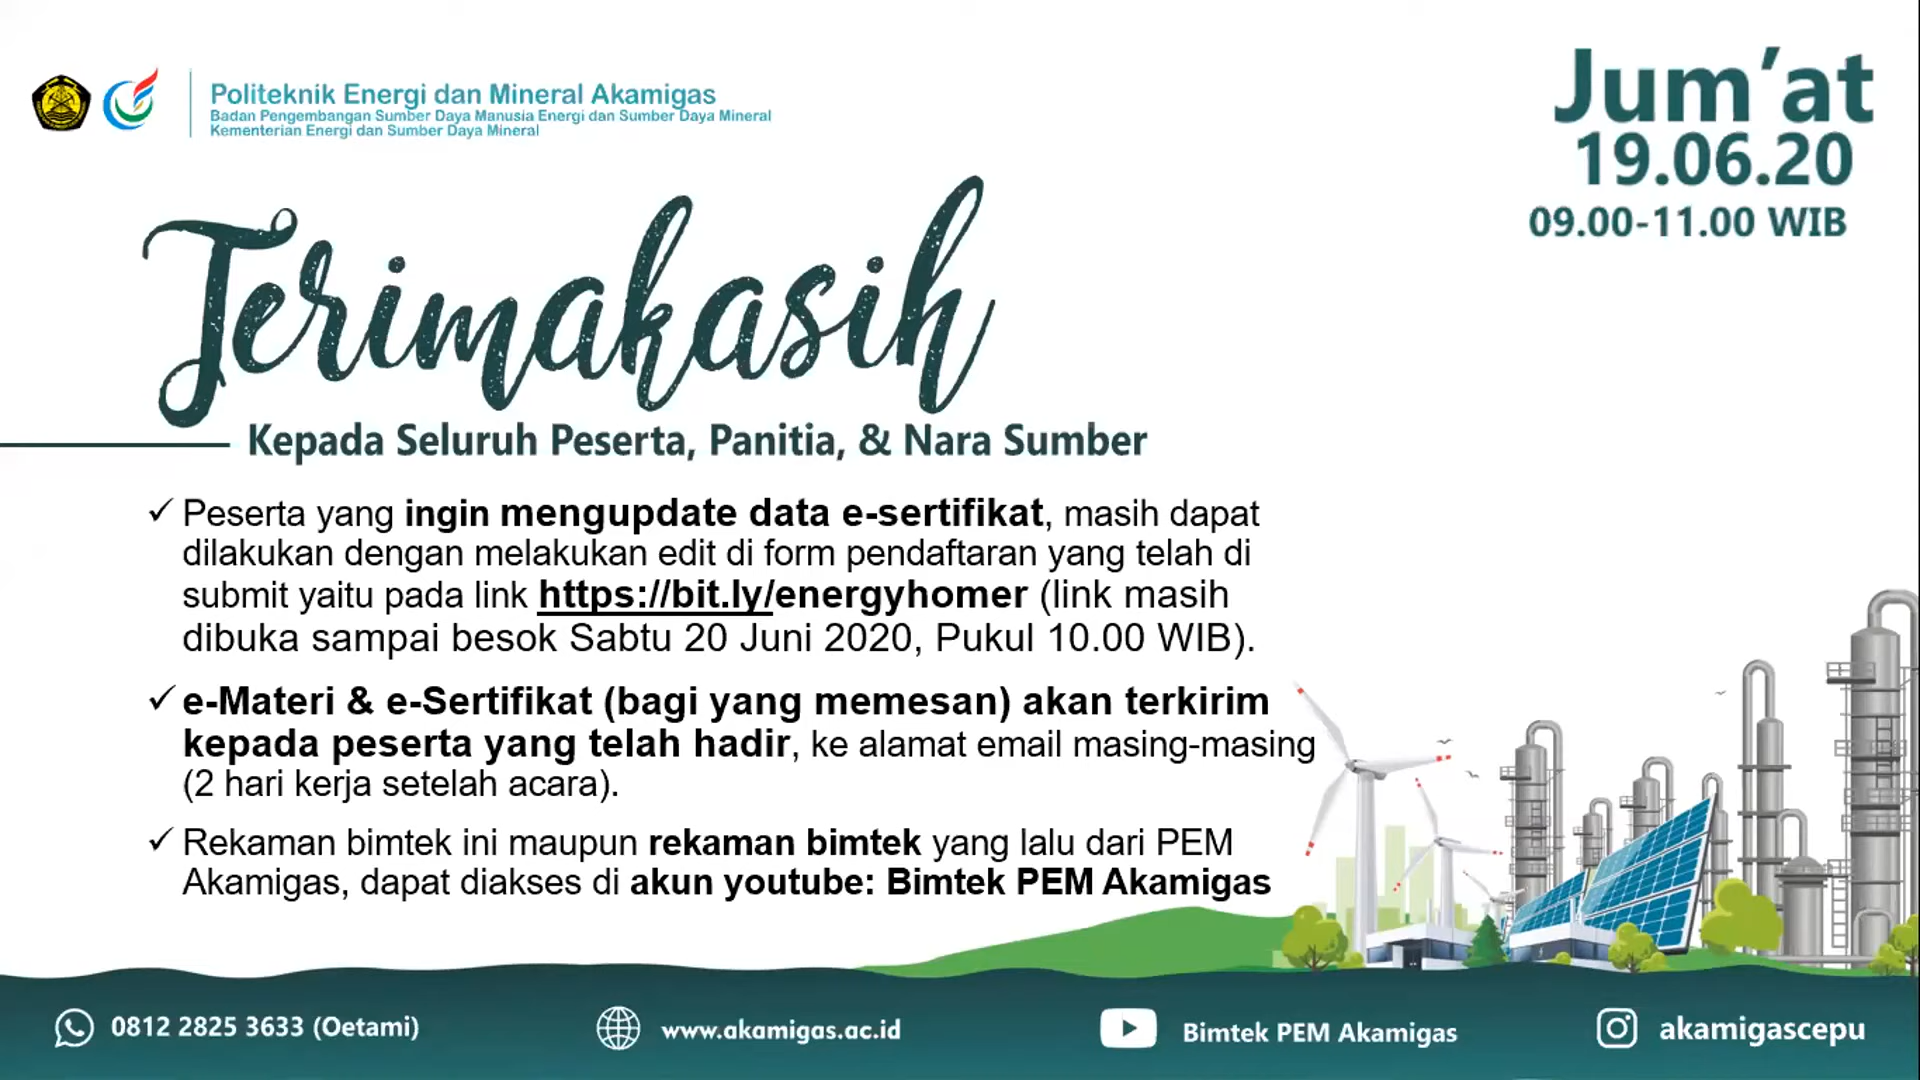 Politeknik Energi dan Mineral Akamigas
Badan Pengembangan Sumber Daya Manusia Energi dan Sumber Daya Mineral
Kementerian Energi dan Sumber Daya Mineral
Jum'at
19.06.20
09.00-11.00 WIB
Terimakasih
Kepada Seluruh Peserta, Panitia, & Nara Sumber
✓ Peserta yang ingin mengupdate data e-sertifikat, masih dapat
dilakukan dengan melakukan edit di form pendaftaran yang telah di
submit yaitu pada link https://bit.ly/energyhomer (link masih
dibuka sampai besok Sabtu 20 Juni 2020, Pukul 10.00 WIB).
✓ e-Materi & e-Sertifikat (bagi yang memesan) akan terkirim
kepada peserta yang telah hadir, ke alamat email masing-masing
(2 hari kerja setelah acara).
✓ Rekaman bimtek ini maupun rekaman bimtek yang lalu dari PEM
Akamigas, dapat diakses di akun youtube: Bimtek PEM Akamigas
0812 2825 3633 (Oetami)
www.akamigas.ac.id
Bimtek PEM Akamigas
akamigascepu